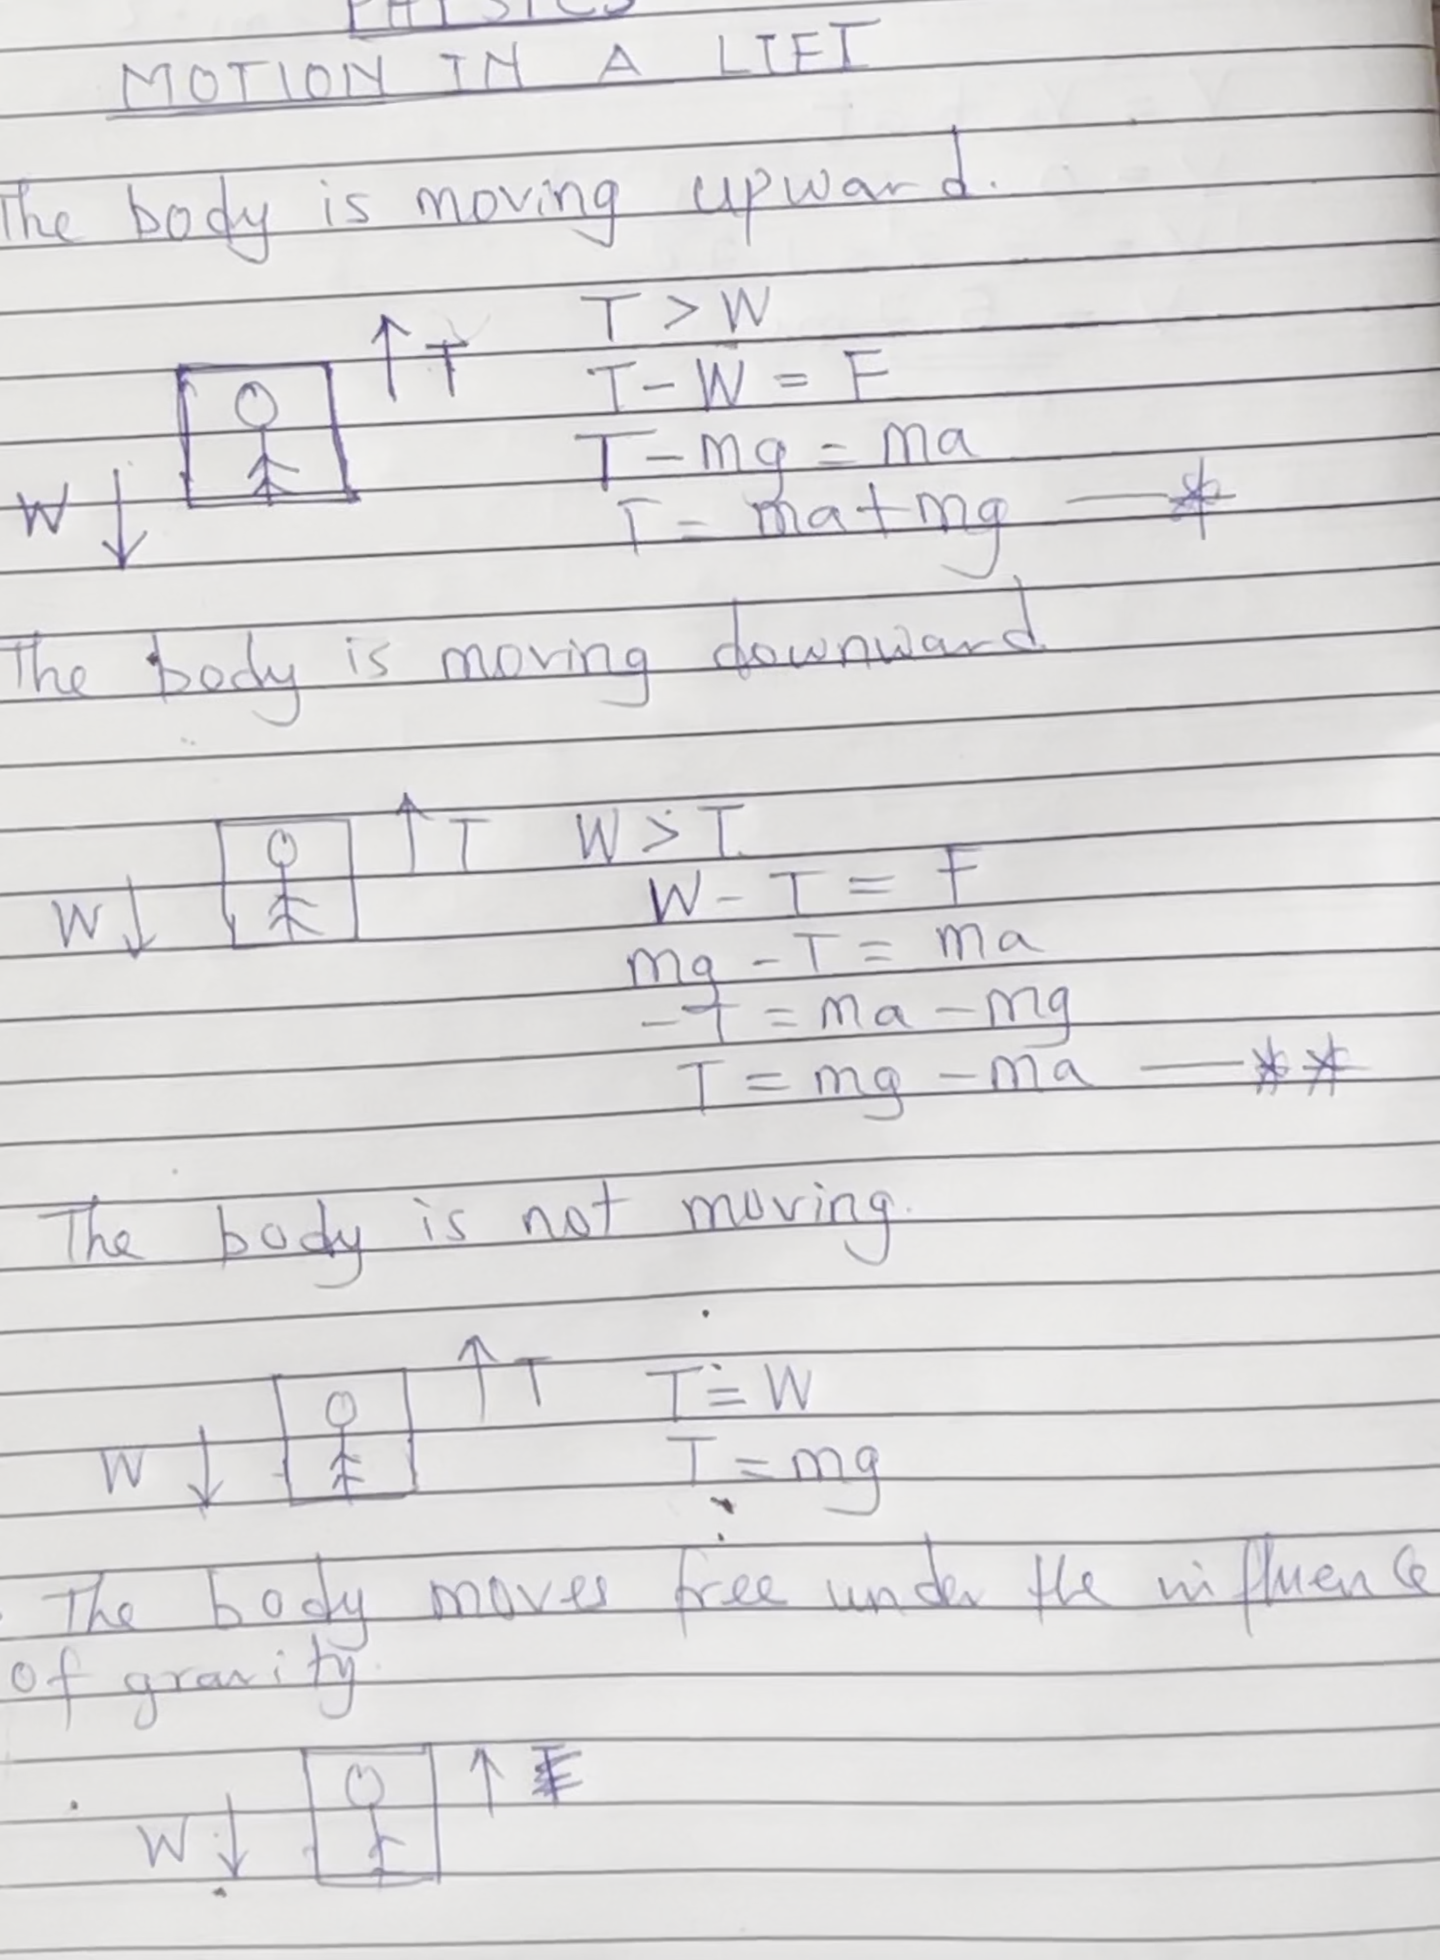 PHYSICS
MOTION IN A LIFT
The body is moving upward.
T > W
↑ T
T - W = F
T - mg = ma
W ↓
T = ma + mg —*
The body is moving downward
↑ T W > T
W - T = F
W ↓
mg - T = ma
-T = ma - mg
T = mg - ma —**
The body is not moving.
↑ T T = W
W ↓ T = mg
The body moves free under the influence
of gravity.
↑
W ↓